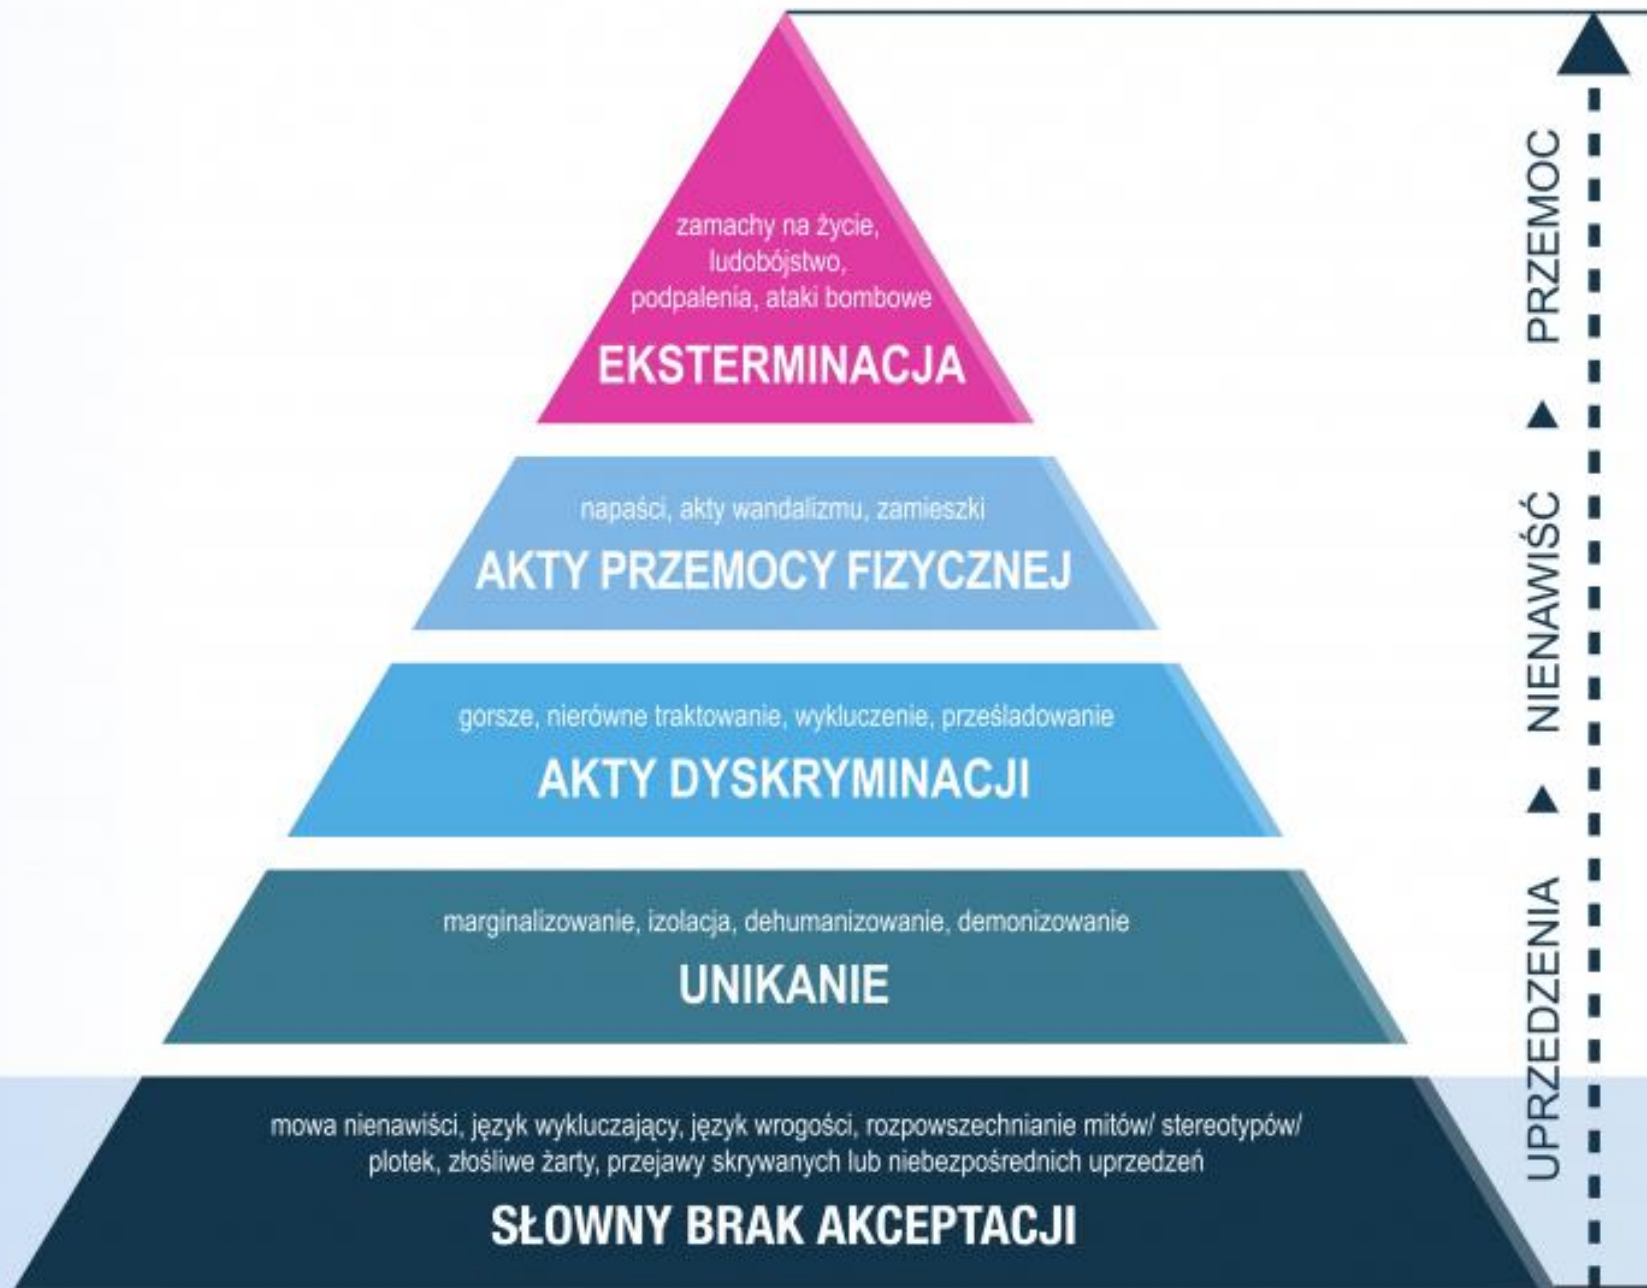 zamachy na życie,
ludobójstwo,
podpalenia, ataki bombowe
EKSTERMINACJA
napaści, akty wandalizmu, zamieszki
AKTY PRZEMOCY FIZYCZNEJ
gorsze, nierówne traktowanie, wykluczenie, prześladowanie
AKTY DYSKRYMINACJI
marginalizowanie, izolacja, dehumanizowanie, demonizowanie
UNIKANIE
mowa nienawiści, język wykluczający, język wrogości, rozpowszechnianie mitów/ stereotypów/
plotek, złośliwe żarty, przejawy skrywanych lub niebezpośrednich uprzedzeń
SŁOWNY BRAK AKCEPTACJI
UPRZEDZENIA ▶ NIENAWIŚĆ ▶ PRZEMOC